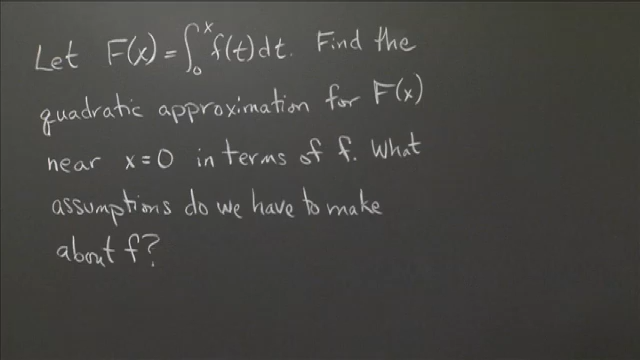 Let F(x) = ∫₀ˣ f(t)dt. Find the
quadratic approximation for F(x)
near x=0 in terms of f. What
assumptions do we have to make
about f?